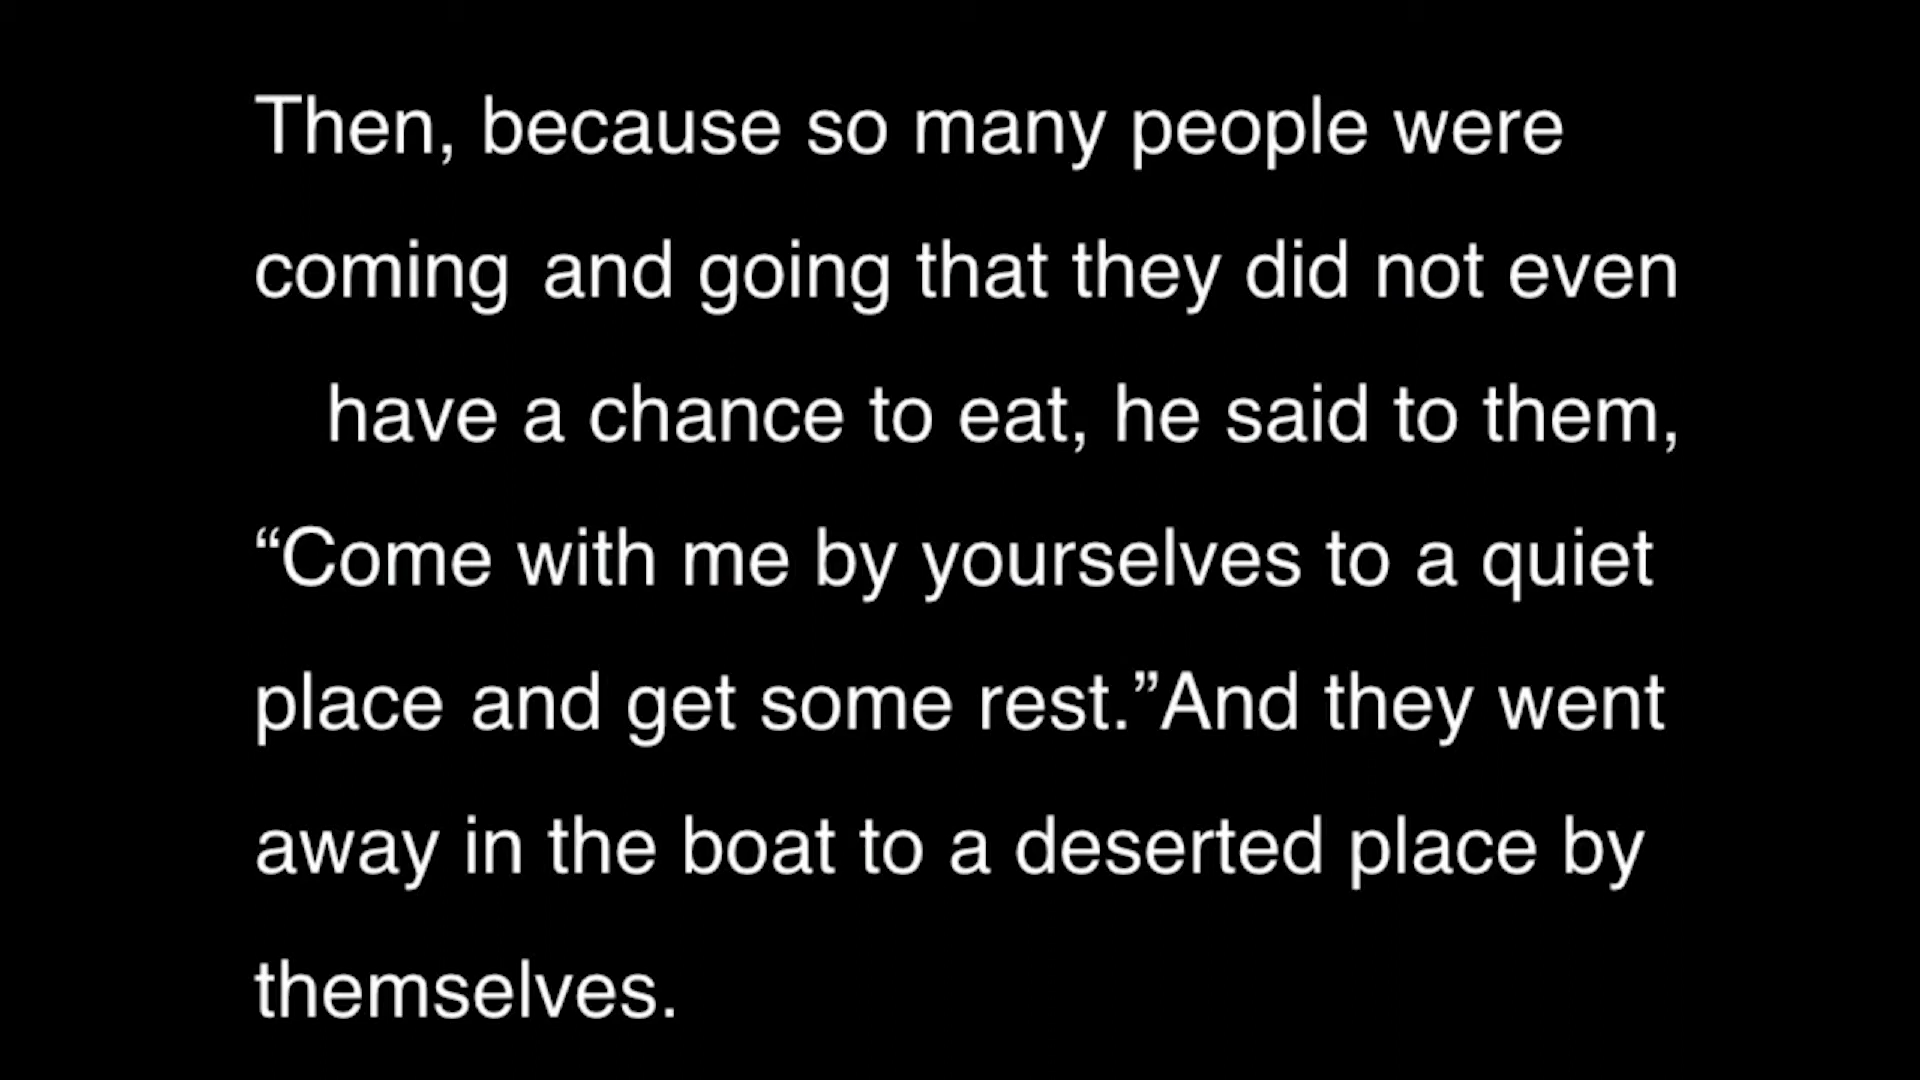 Then, because so many people were
coming and going that they did not even
have a chance to eat, he said to them,
“Come with me by yourselves to a quiet
place and get some rest.”And they went
away in the boat to a deserted place by
themselves.